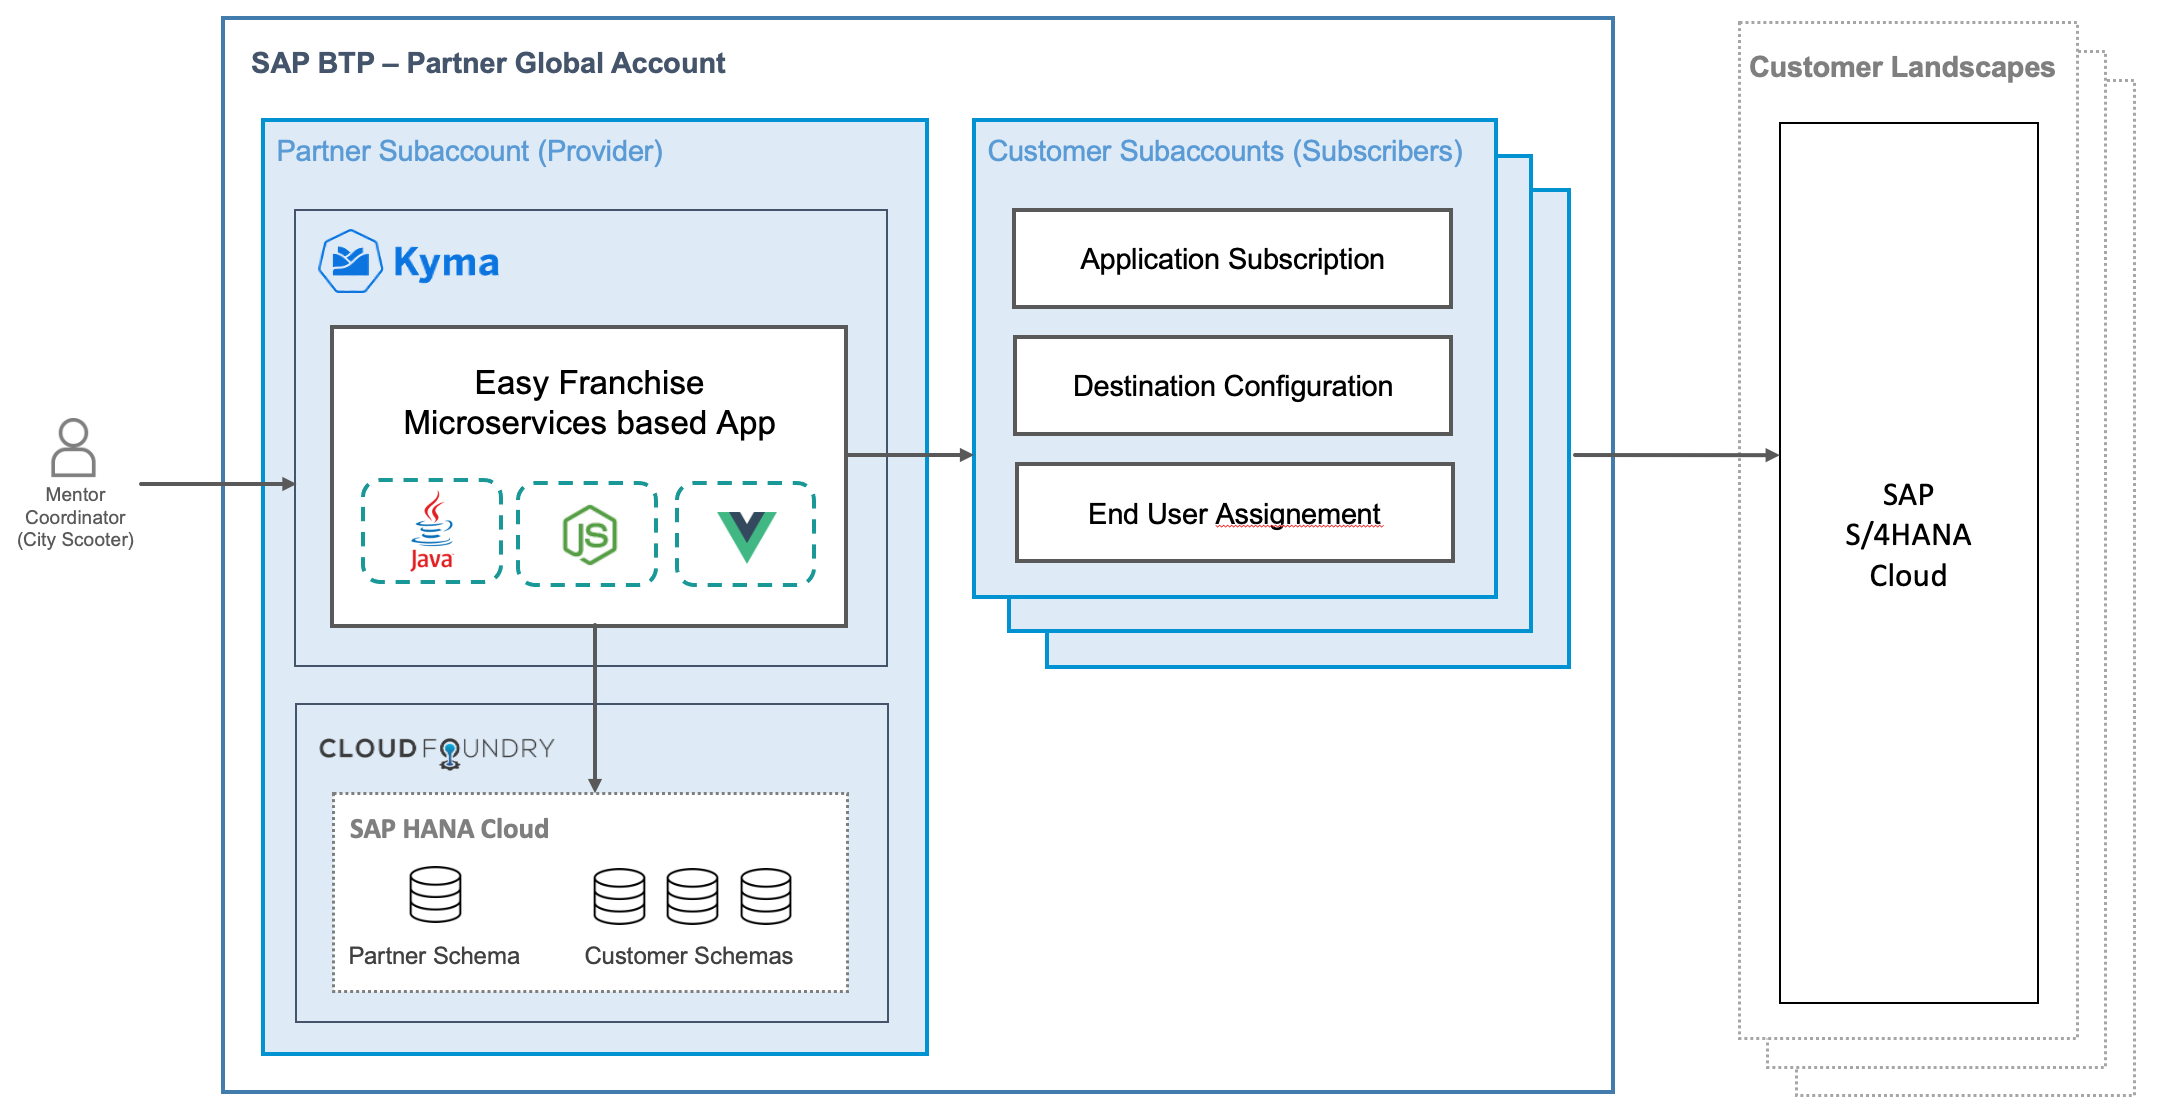 SAP BTP – Partner Global Account
Customer Landscapes
Partner Subaccount (Provider)
Customer Subaccounts (Subscribers)
Kyma
Application Subscription
Easy Franchise
Microservices based App
Destination Configuration
Java
JS
End User Assignement
Mentor
Coordinator
(City Scooter)
SAP
S/4HANA
Cloud
CLOUD FOUNDRY
SAP HANA Cloud
Partner Schema
Customer Schemas